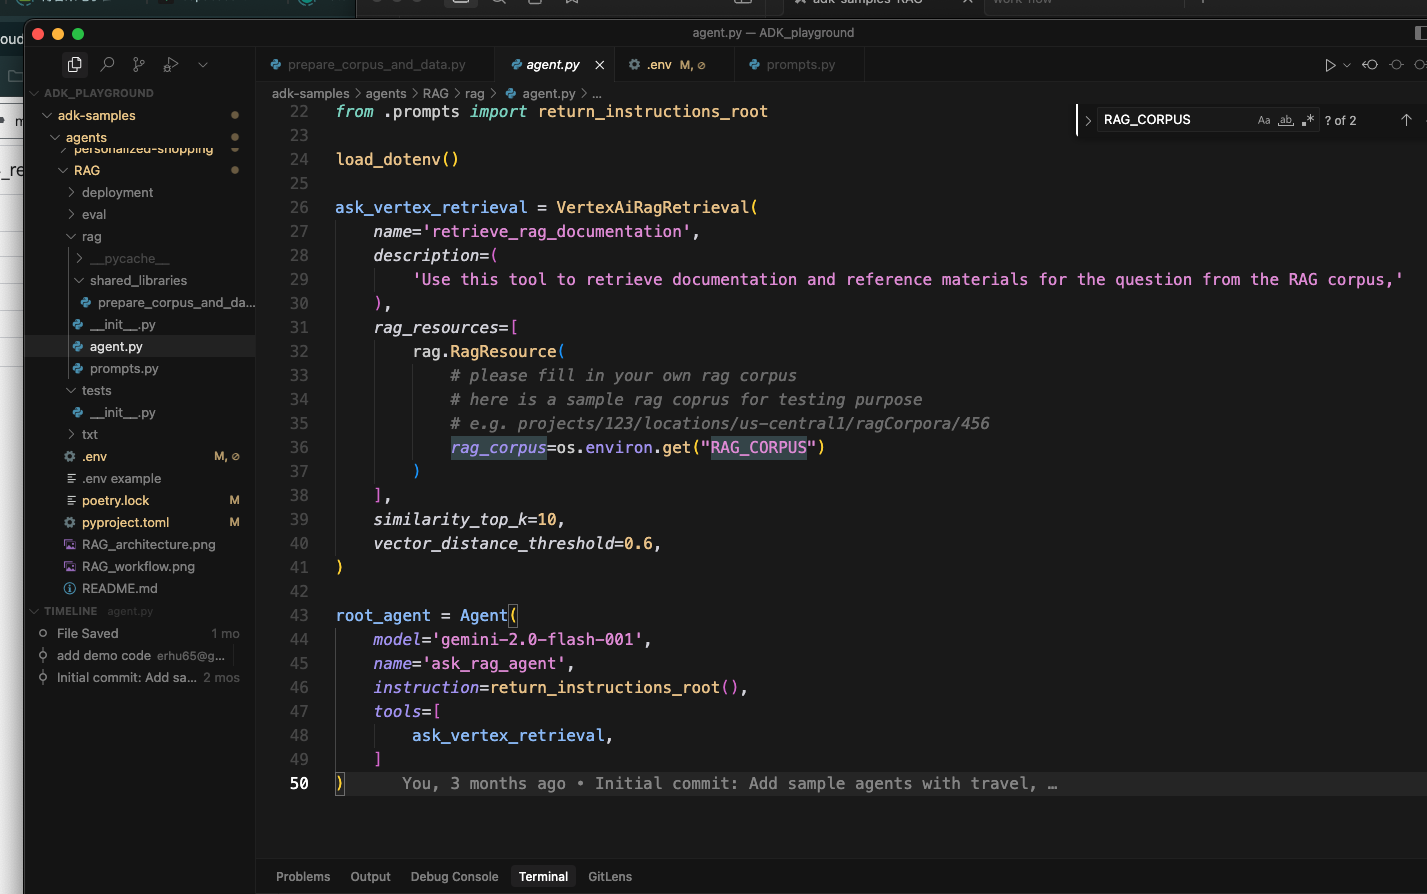 adk-samples-RAG
work-now
oud
agent.py — ADK_playground
prepare_corpus_and_data.py
agent.py
.env M,
prompts.py
adk-samples > agents > RAG > rag > agent.py > ...
RAG_CORPUS
Aa ab .*
? of 2
ADK_PLAYGROUND
adk-samples
agents
personalized-shopping
RAG
deployment
eval
rag
__pycache__
shared_libraries
prepare_corpus_and_da...
__init__.py
agent.py
prompts.py
tests
__init__.py
txt
.env M,
.env example
poetry.lock M
pyproject.toml M
RAG_architecture.png
RAG_workflow.png
README.md
TIMELINE agent.py
File Saved 1 mo
add demo code erhu65@g...
Initial commit: Add sa... 2 mos
22 from .prompts import return_instructions_root
23
24 load_dotenv()
25
26 ask_vertex_retrieval = VertexAiRagRetrieval(
27 name='retrieve_rag_documentation',
28 description=(
29 'Use this tool to retrieve documentation and reference materials for the question from the RAG corpus,'
30 ),
31 rag_resources=[
32 rag.RagResource(
33 # please fill in your own rag corpus
34 # here is a sample rag coprus for testing purpose
35 # e.g. projects/123/locations/us-central1/ragCorpora/456
36 rag_corpus=os.environ.get("RAG_CORPUS")
37 )
38 ],
39 similarity_top_k=10,
40 vector_distance_threshold=0.6,
41 )
42
43 root_agent = Agent(
44 model='gemini-2.0-flash-001',
45 name='ask_rag_agent',
46 instruction=return_instructions_root(),
47 tools=[
48 ask_vertex_retrieval,
49 ]
50 ) You, 3 months ago • Initial commit: Add sample agents with travel, …
Problems
Output
Debug Console
Terminal
GitLens